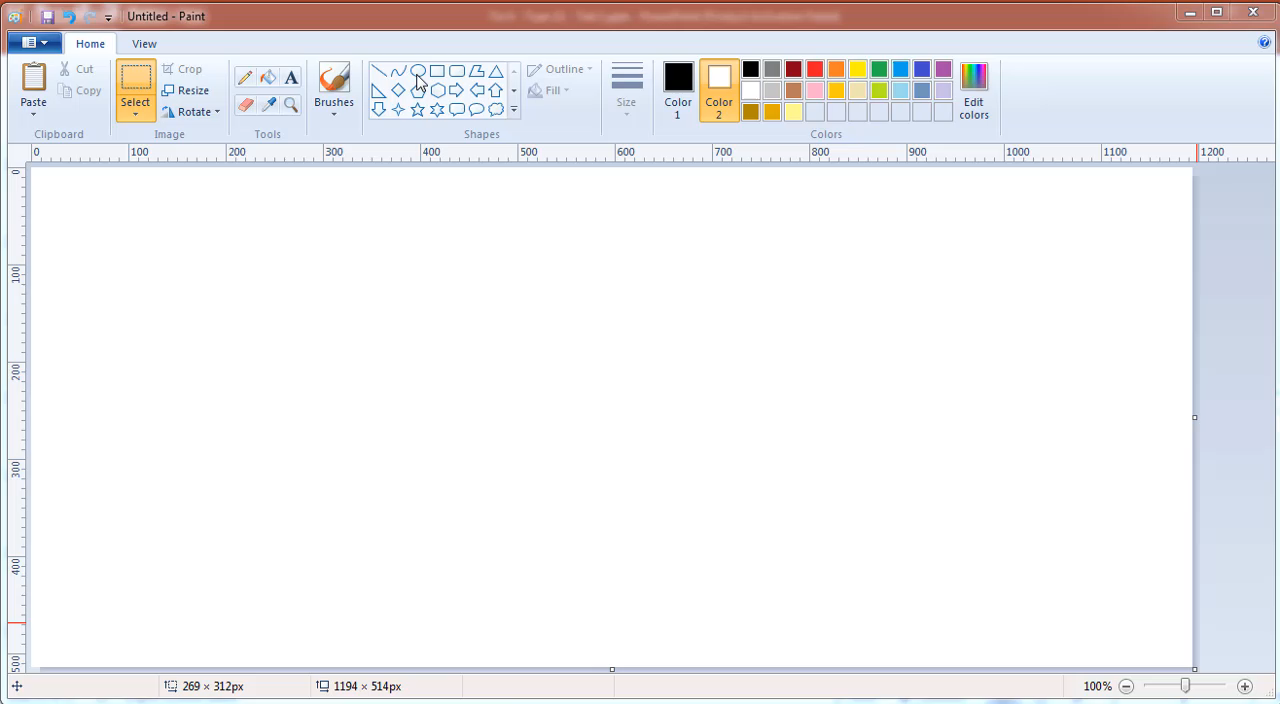 Untitled - Paint
Home View
Paste
Cut
Copy
Clipboard
Select
Crop
Resize
Rotate
Image
A
Tools
Brushes
Shapes
Outline
Fill
Size
Color 1
Color 2
Edit colors
Colors
0 100 200 300 400 500 600 700 800 900 1000 1100 1200
0
100
200
300
400
500
269 × 312px 1194 × 514px 100%